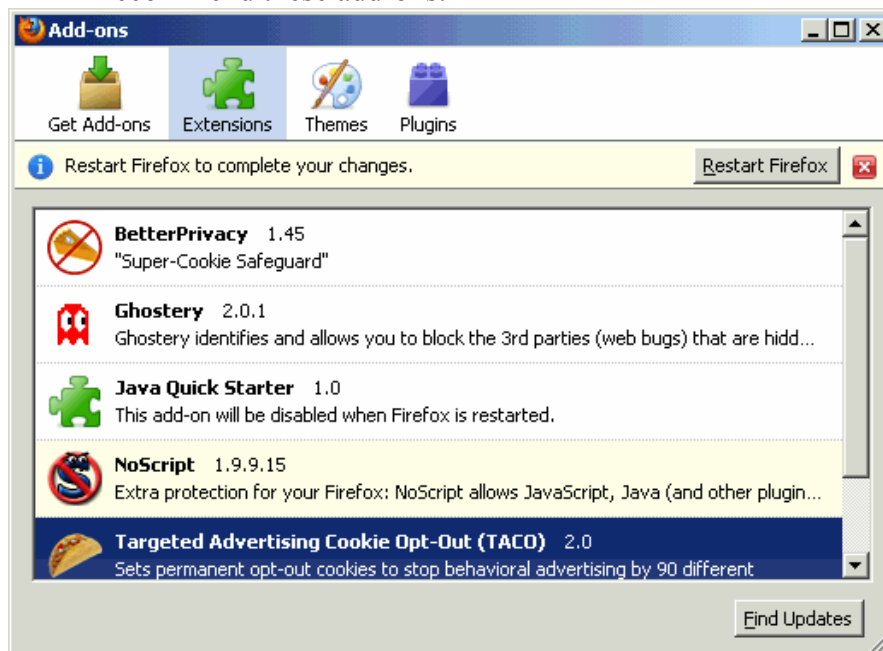 Add-ons
Get Add-ons Extensions Themes Plugins
Restart Firefox to complete your changes. Restart Firefox
BetterPrivacy 1.45
"Super-Cookie Safeguard"
Ghostery 2.0.1
Ghostery identifies and allows you to block the 3rd parties (web bugs) that are hidd...
Java Quick Starter 1.0
This add-on will be disabled when Firefox is restarted.
NoScript 1.9.9.15
Extra protection for your Firefox: NoScript allows JavaScript, Java (and other plugin...
Targeted Advertising Cookie Opt-Out (TACO) 2.0
Sets permanent opt-out cookies to stop behavioral advertising by 90 different
Find Updates